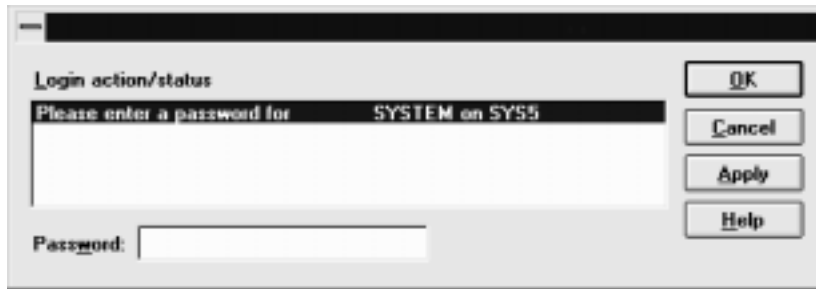 Login action/status
Please enter a password for SYSTEM on SYS5
Password:
OK
Cancel
Apply
Help